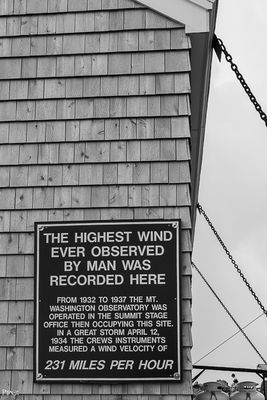 THE HIGHEST WIND
EVER OBSERVED
BY MAN WAS
RECORDED HERE
FROM 1932 TO 1937 THE MT.
WASHINGTON OBSERVATORY WAS
OPERATED IN THE SUMMIT STAGE
OFFICE THEN OCCUPYING THIS SITE.
IN A GREAT STORM APRIL 12,
1934 THE CREWS INSTRUMENTS
MEASURED A WIND VELOCITY OF
231 MILES PER HOUR